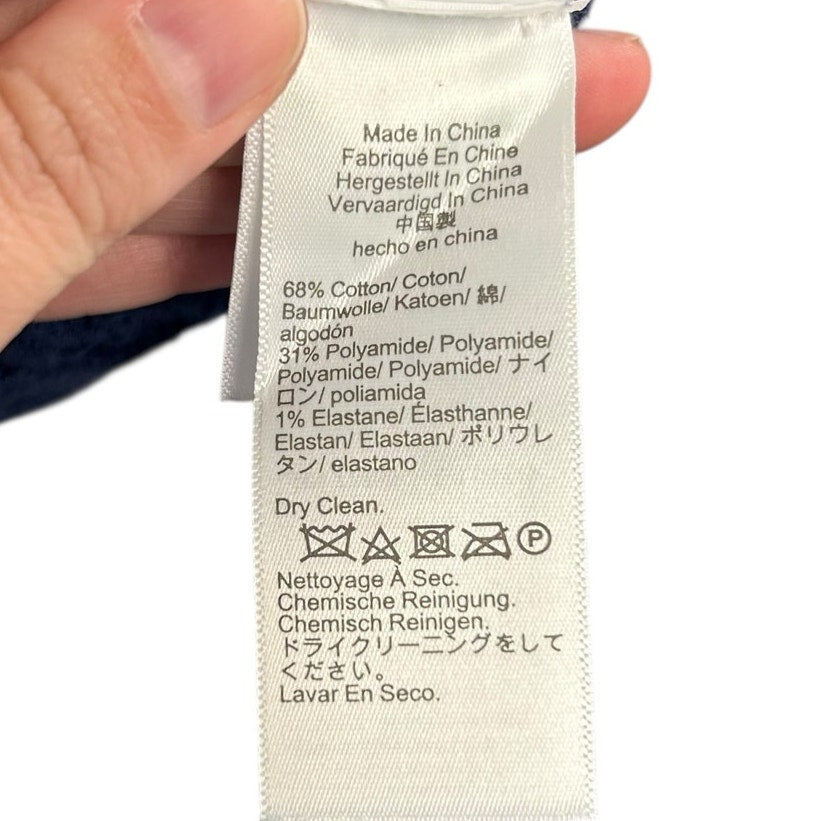 Made In China
Fabriqué En Chine
Hergestellt In China
Vervaardigd In China
中国製
hecho en china
68% Cotton/ Coton/
Baumwolle/ Katoen/ 綿/
algodón
31% Polyamide/ Polyamide/
Polyamide/ Polyamide/ ナイ
ロン/ poliamida
1% Elastane/ Élasthanne/
Elastan/ Elastaan/ ポリウレ
タン/ elastano
Dry Clean.
P
Nettoyage À Sec.
Chemische Reinigung.
Chemisch Reinigen.
ドライクリーニングをして
ください。
Lavar En Seco.